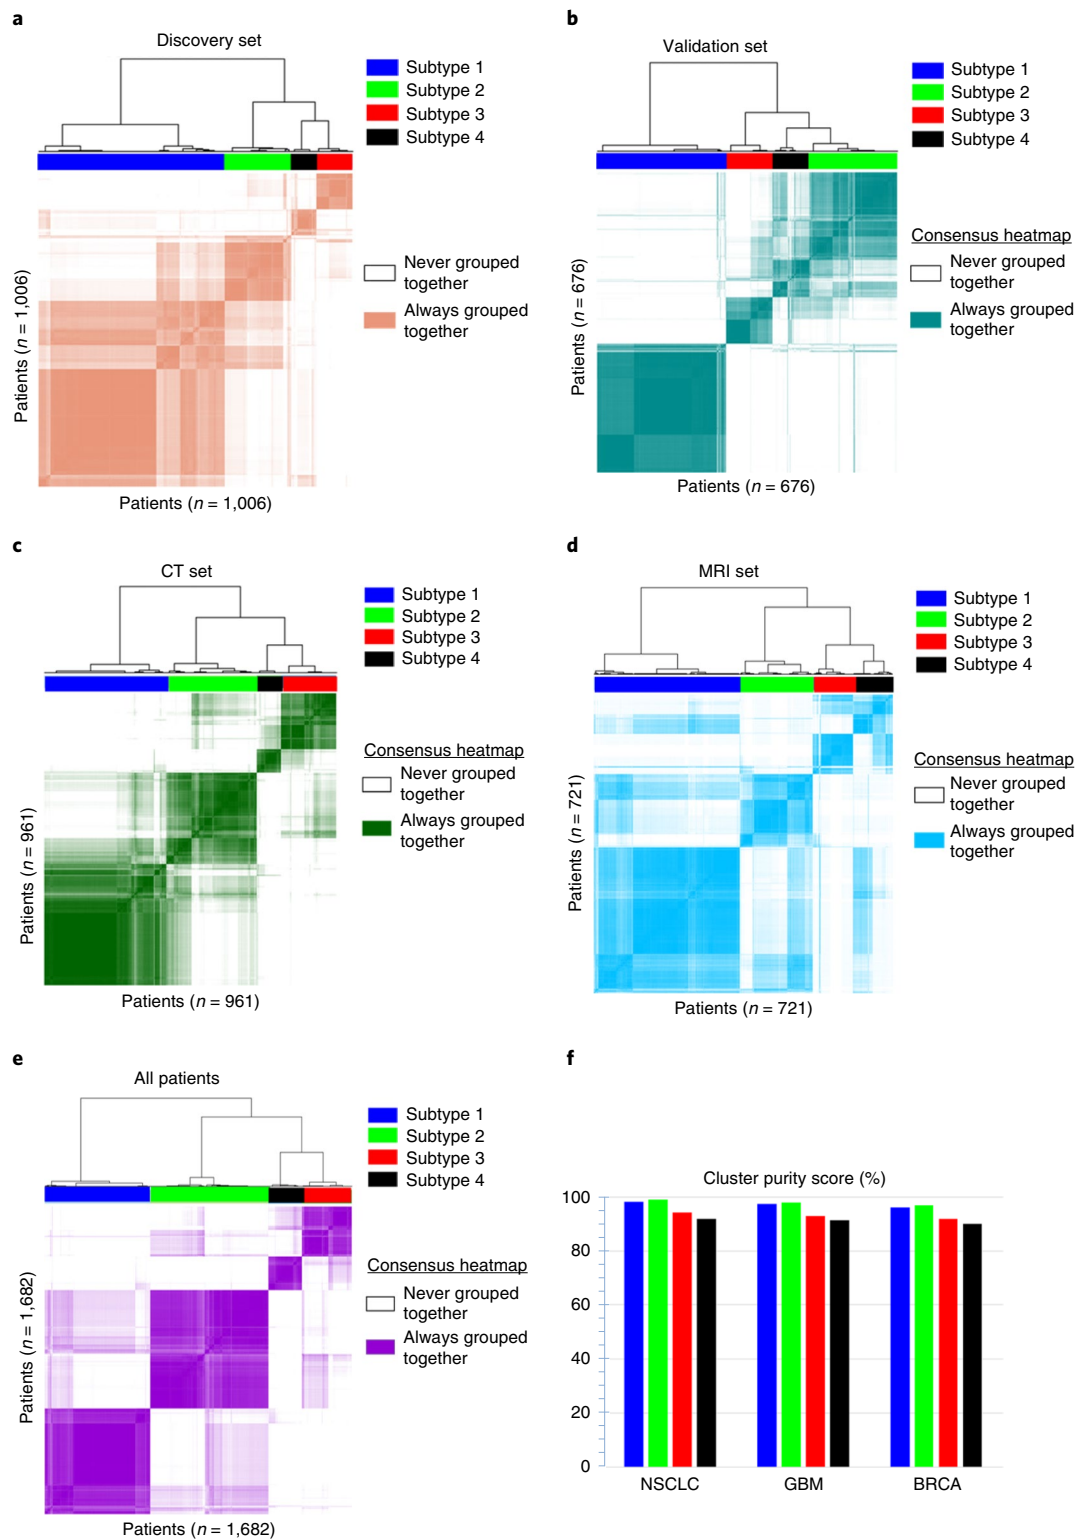 a
Discovery set
Subtype 1
Subtype 2
Subtype 3
Subtype 4
Never grouped
together
Always grouped
together
Patients (n = 1,006)
Patients (n = 1,006)
b
Validation set
Subtype 1
Subtype 2
Subtype 3
Subtype 4
Consensus heatmap
Never grouped
together
Always grouped
together
Patients (n = 676)
Patients (n = 676)
c
CT set
Subtype 1
Subtype 2
Subtype 3
Subtype 4
Consensus heatmap
Never grouped
together
Always grouped
together
Patients (n = 961)
Patients (n = 961)
d
MRI set
Subtype 1
Subtype 2
Subtype 3
Subtype 4
Consensus heatmap
Never grouped
together
Always grouped
together
Patients (n = 721)
Patients (n = 721)
e
All patients
Subtype 1
Subtype 2
Subtype 3
Subtype 4
Consensus heatmap
Never grouped
together
Always grouped
together
Patients (n = 1,682)
Patients (n = 1,682)
f
Cluster purity score (%)
100
80
60
40
20
0
NSCLC GBM BRCA